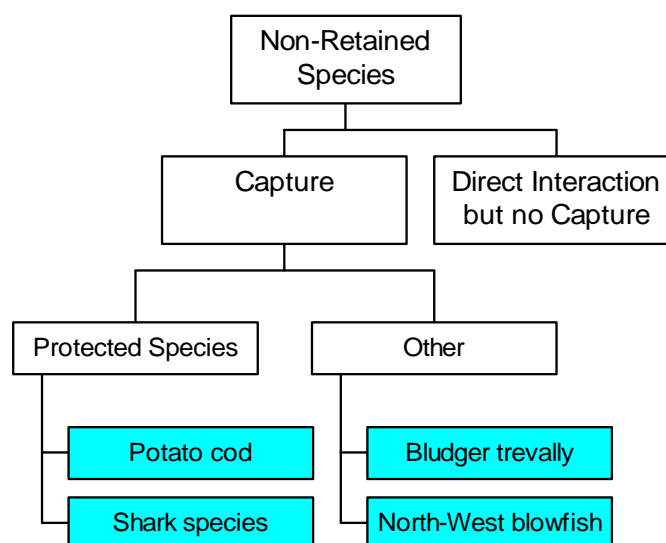 Non-Retained
Species
Capture
Direct Interaction
but no Capture
Protected Species
Other
Potato cod
Bludger trevally
Shark species
North-West blowfish